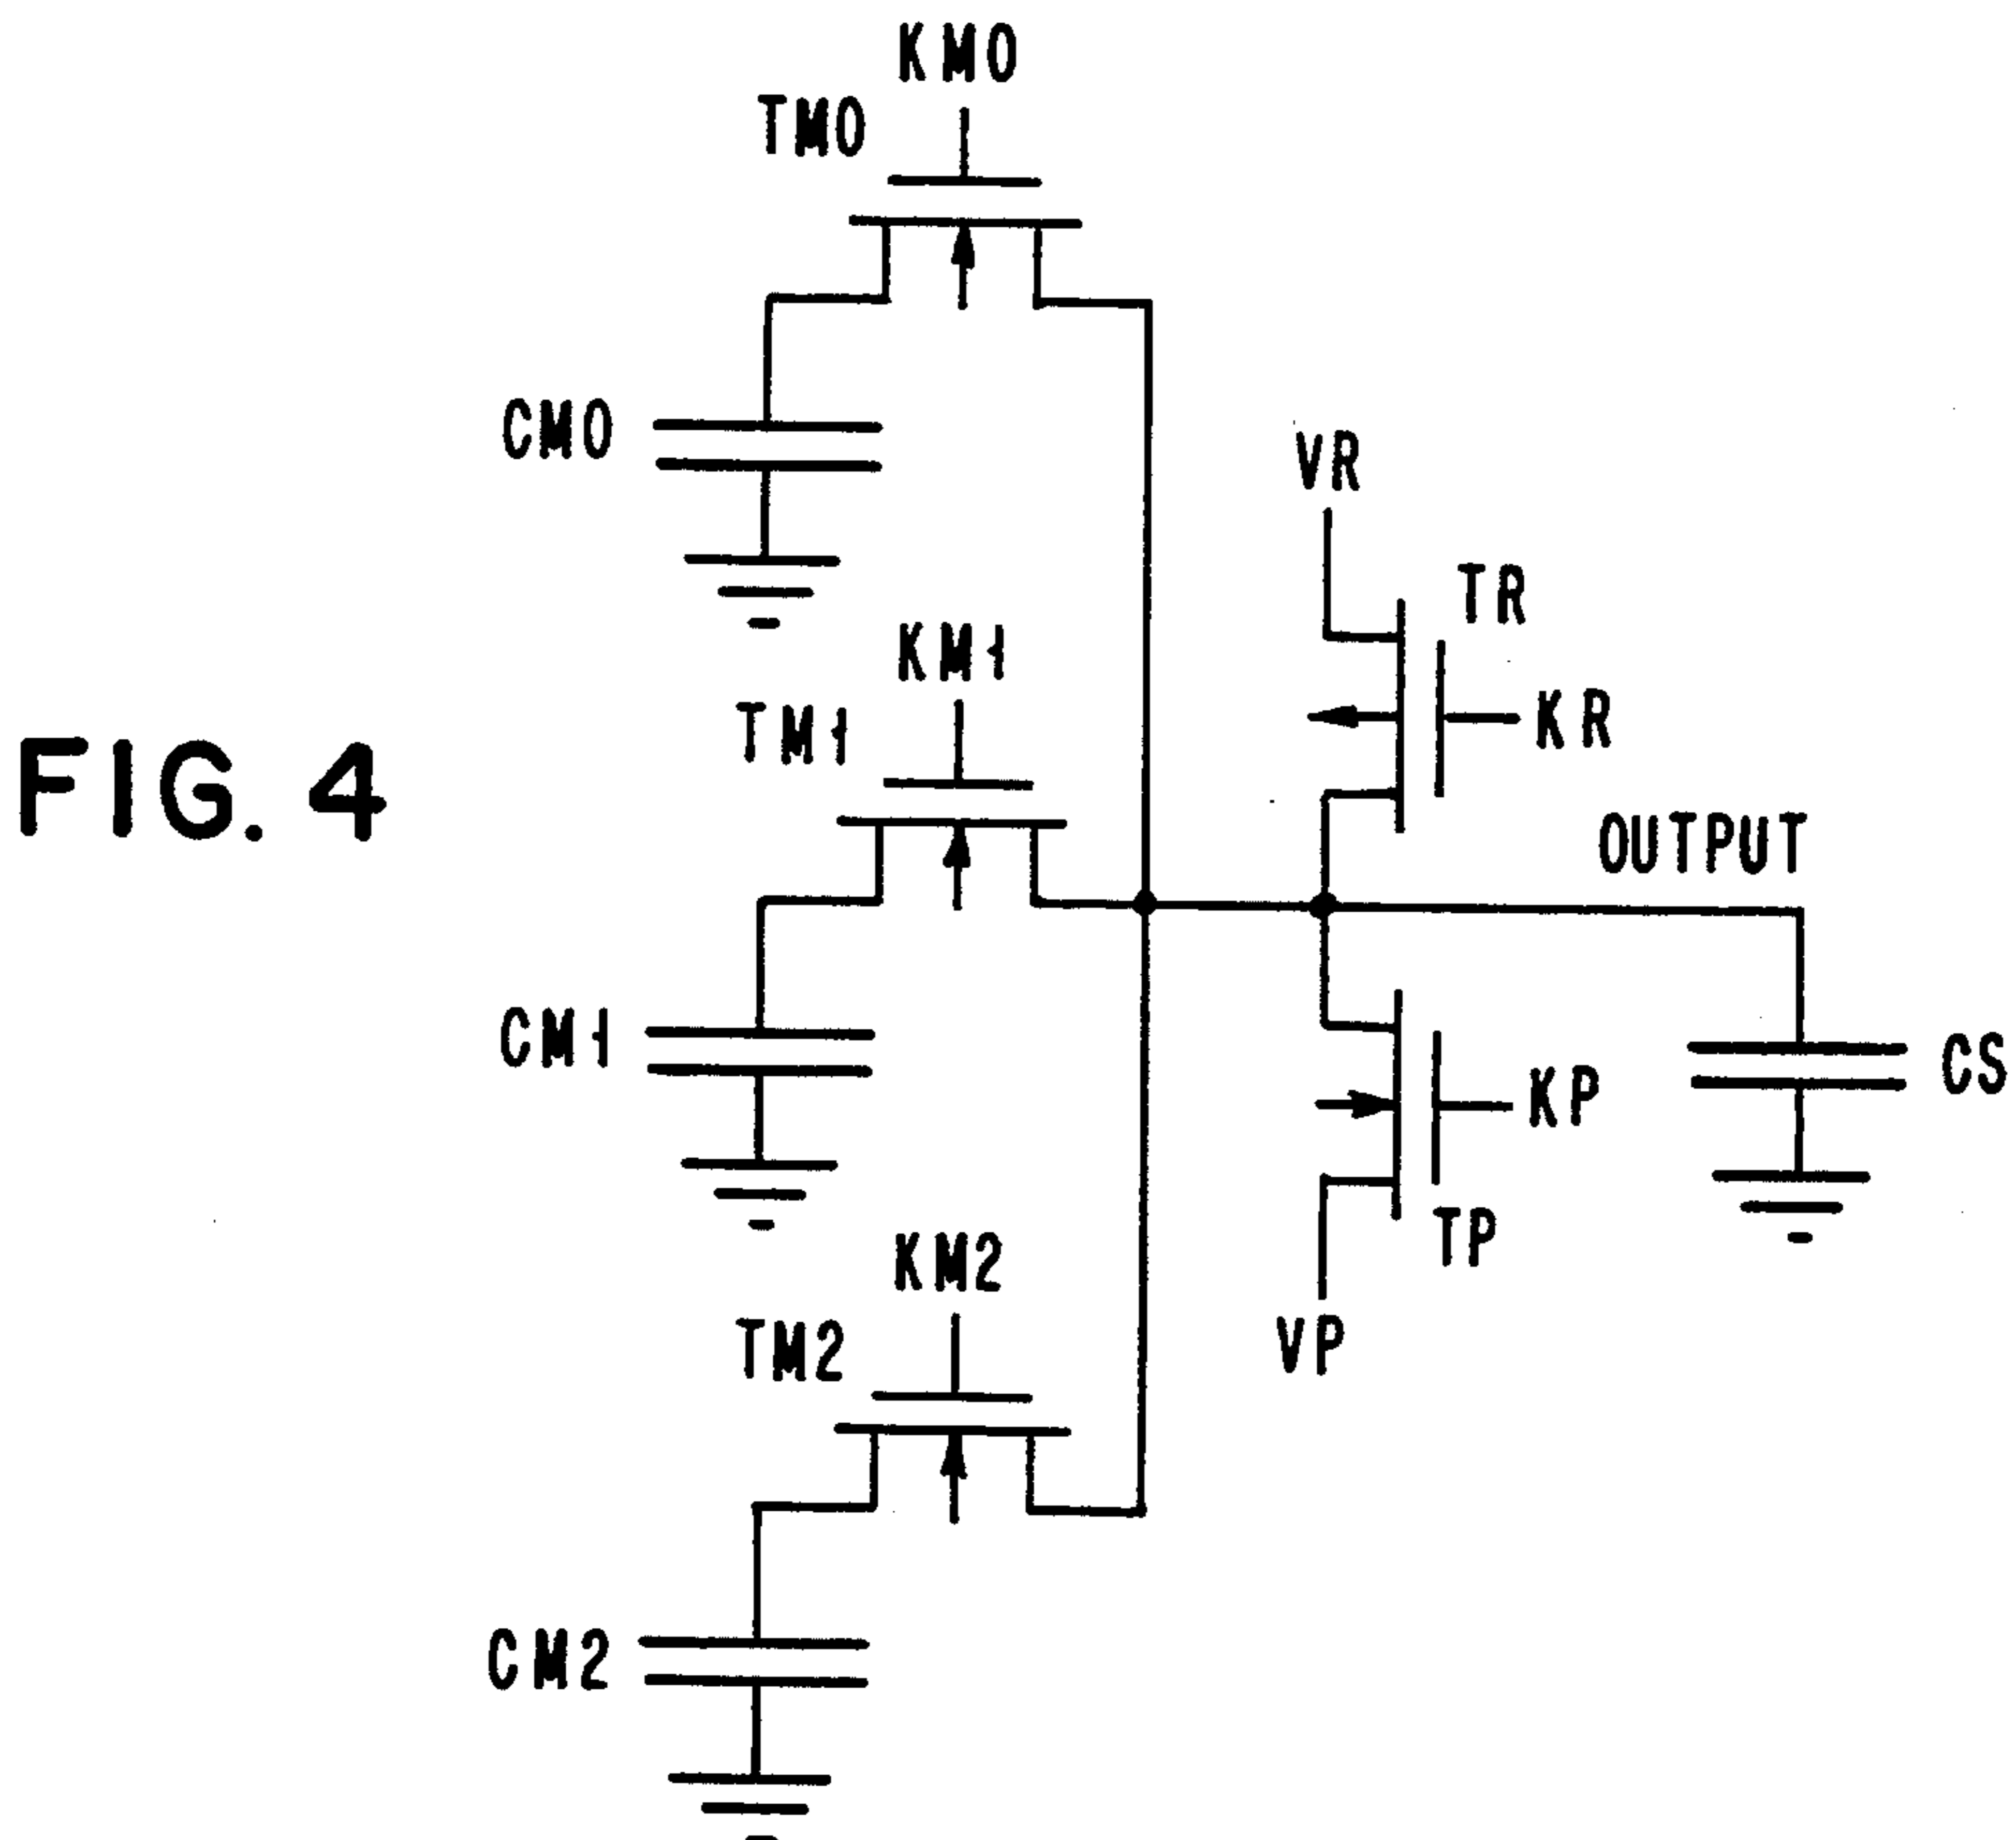 KM0
TM0
CM0
VR
TR
KM1
KR
TM1
FIG. 4
OUTPUT
CM1
CS
KP
TP
KM2
VP
TM2
CM2